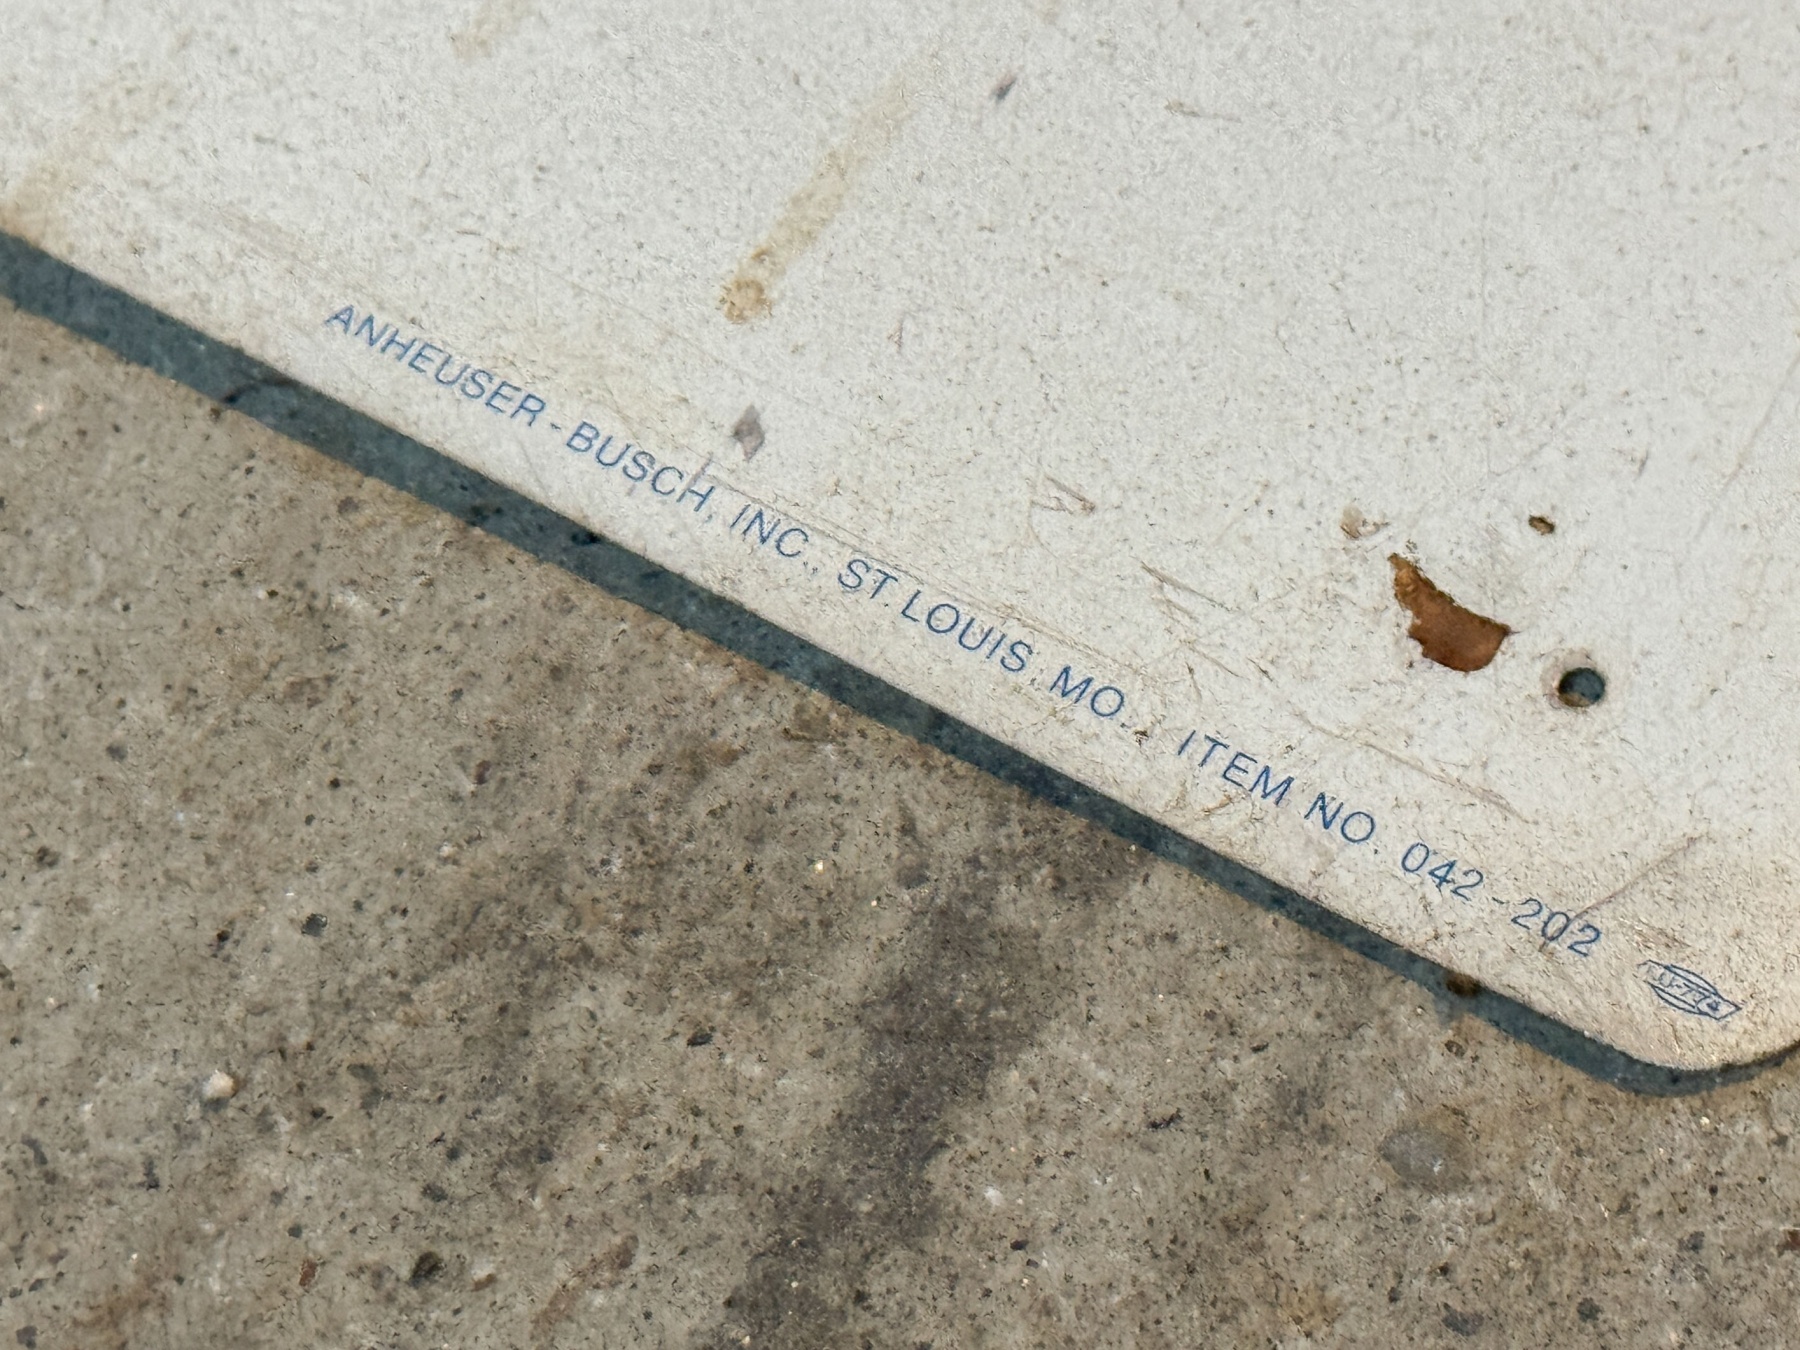 ANHEUSER-BUSCH, INC., ST. LOUIS, MO. ITEM NO. 042-202